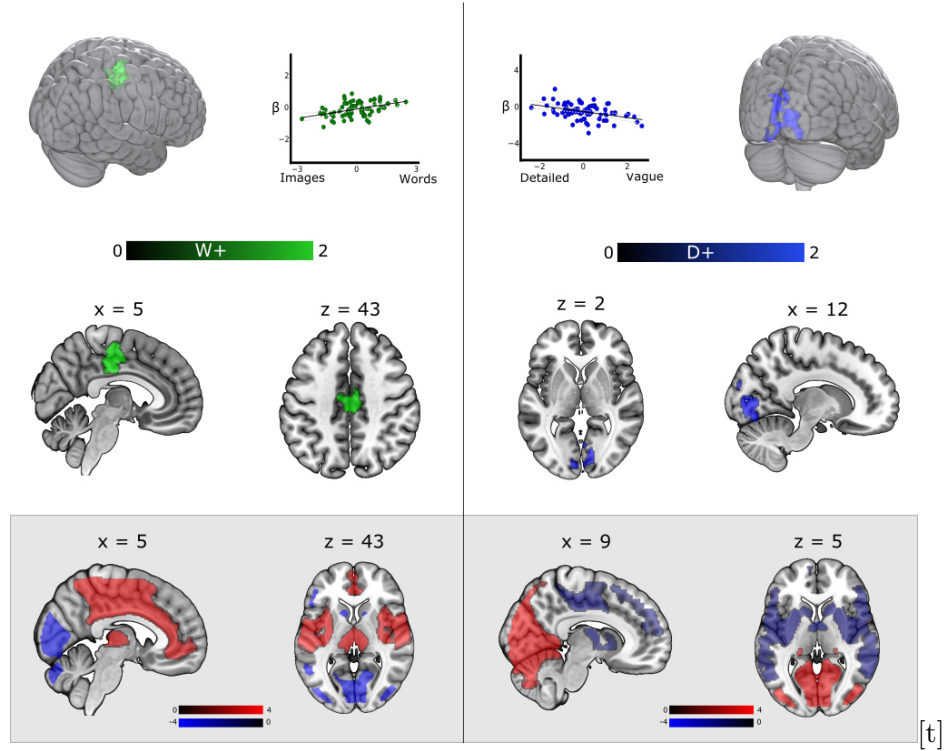 2
β 0
−2
−3 0 3
Images Words
4
β 0
−4
−2 0 2
Detailed Vague
0 W+ 2
0 D+ 2
x = 5 z = 43
z = 2 x = 12
x = 5 z = 43
0 4
-4 0
x = 9 z = 5
0 4
-4 0
[t]